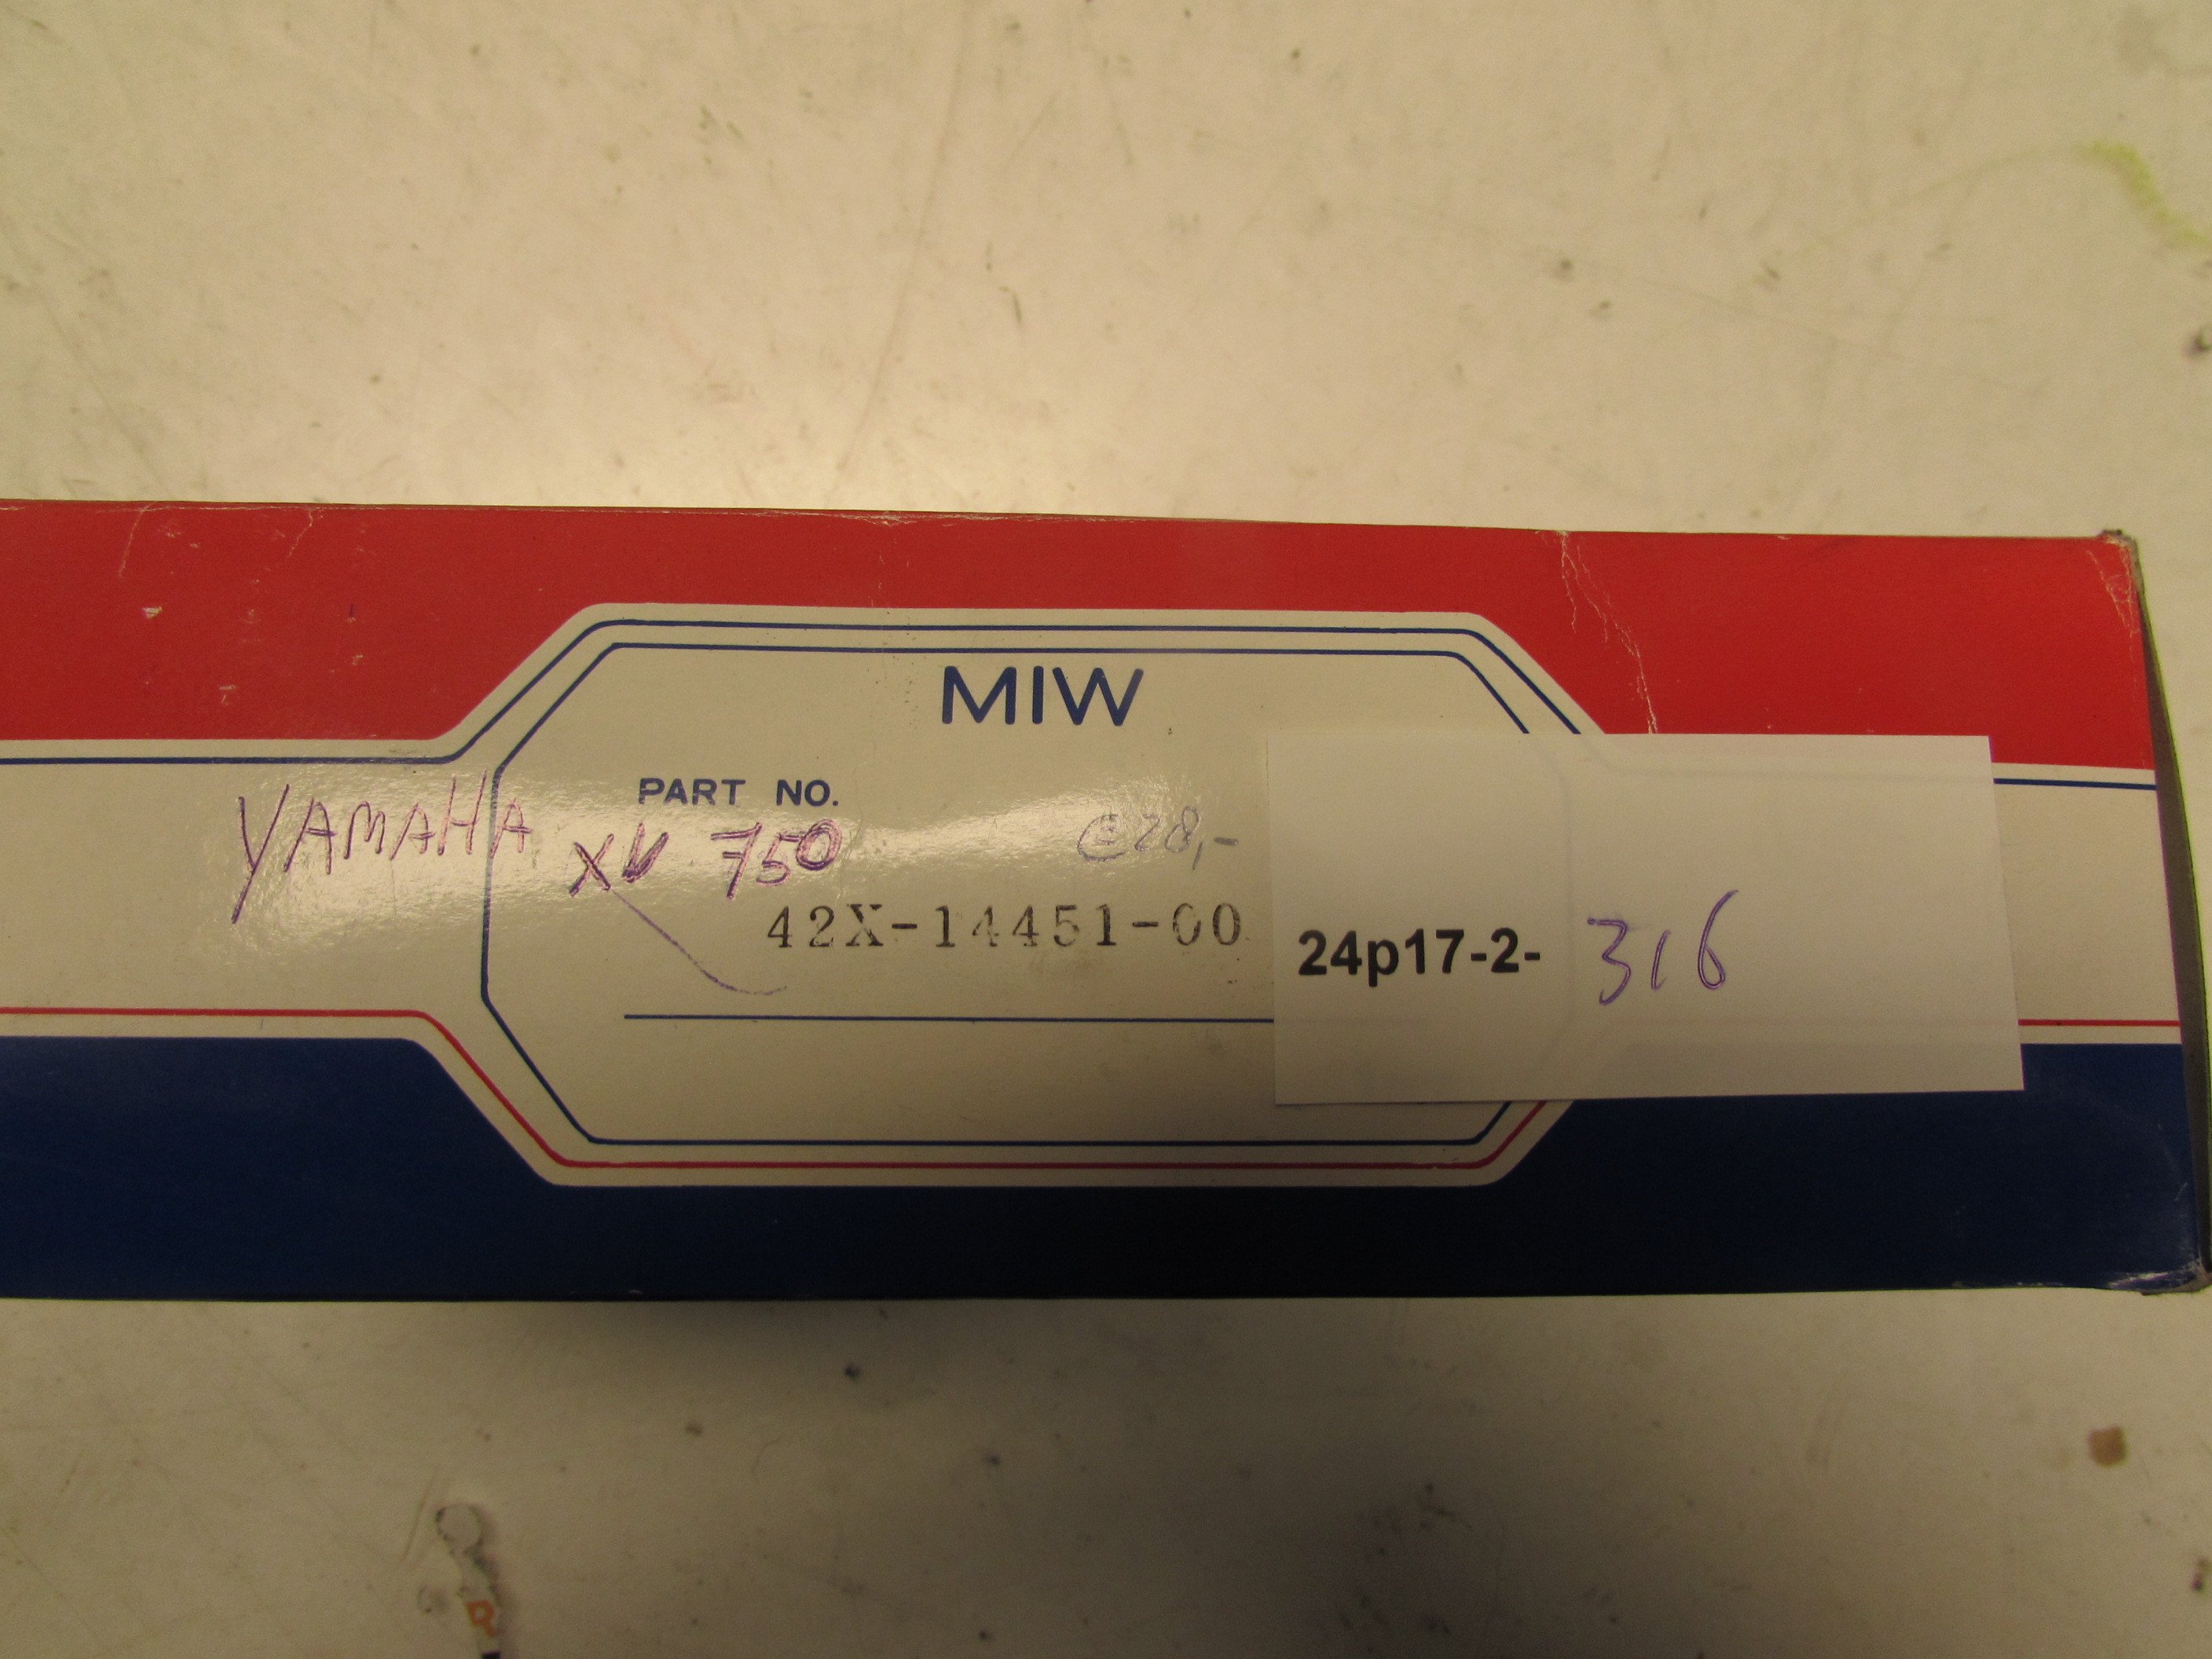 MIW
PART NO.
YAMAHA XV 750
€28,-
42X-14451-00
24p17-2- 316